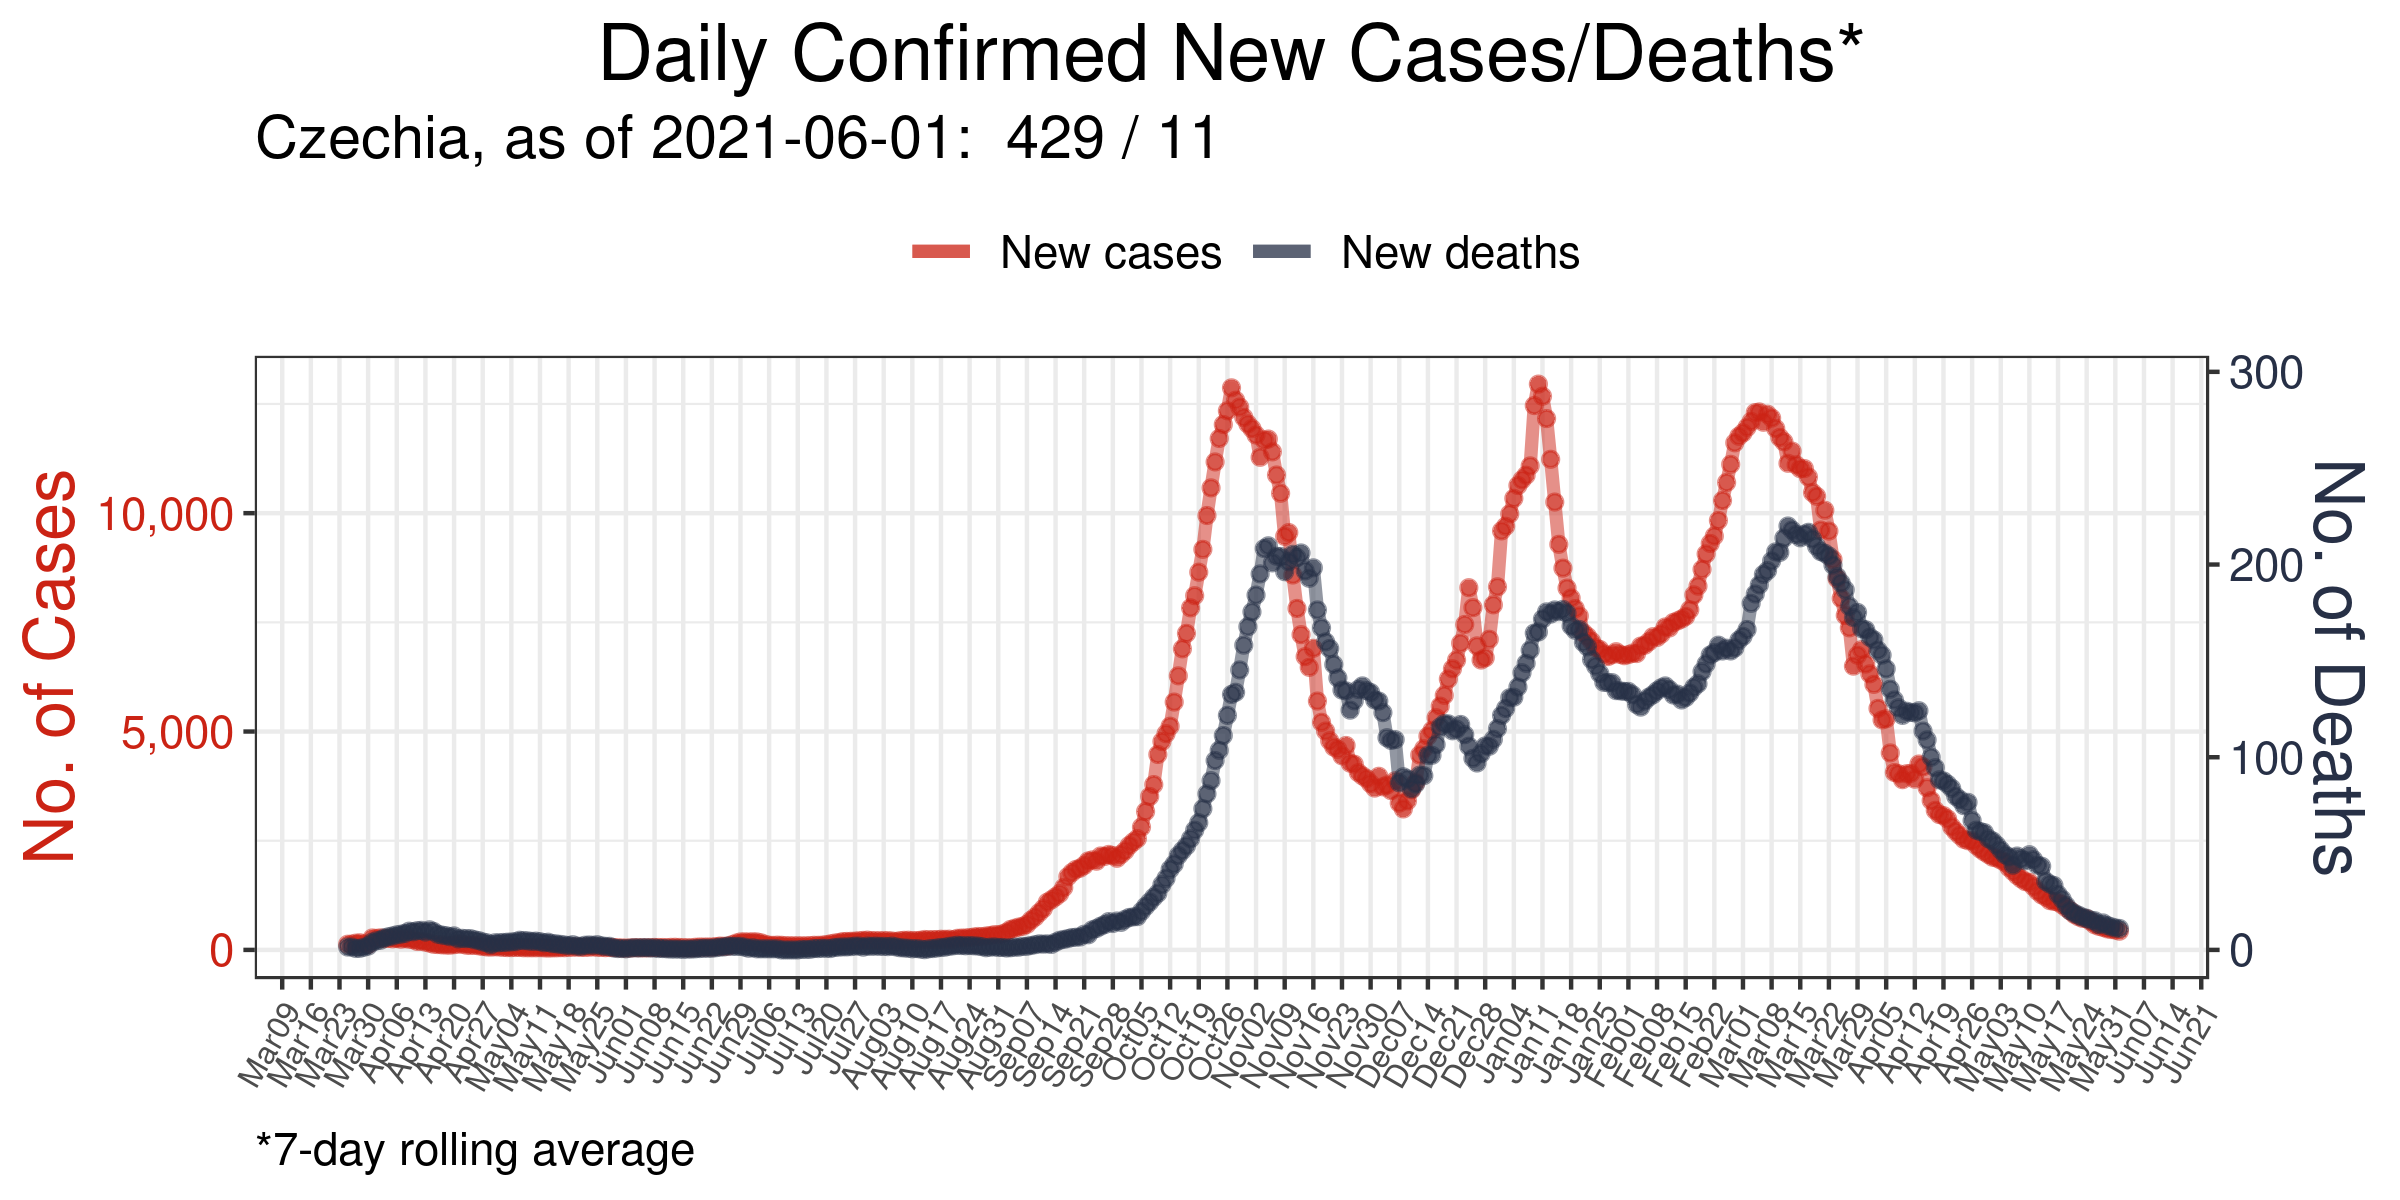 Daily Confirmed New Cases/Deaths*
Czechia, as of 2021-06-01:  429 / 11
New cases
New deaths
No. of Cases
10,000
5,000
0
300
200
100
0
No. of Deaths
Mar09
Mar16
Mar23
Mar30
Apr06
Apr13
Apr20
Apr27
May04
May11
May18
May25
Jun01
Jun08
Jun15
Jun22
Jun29
Jul06
Jul13
Jul20
Jul27
Aug03
Aug10
Aug17
Aug24
Aug31
Sep07
Sep14
Sep21
Sep28
Oct05
Oct12
Oct19
Oct26
Nov02
Nov09
Nov16
Nov23
Nov30
Dec07
Dec14
Dec21
Dec28
Jan04
Jan11
Jan18
Jan25
Feb01
Feb08
Feb15
Feb22
Mar01
Mar08
Mar15
Mar22
Mar29
Apr05
Apr12
Apr19
Apr26
May03
May10
May17
May24
May31
Jun07
Jun14
Jun21
*7-day rolling average